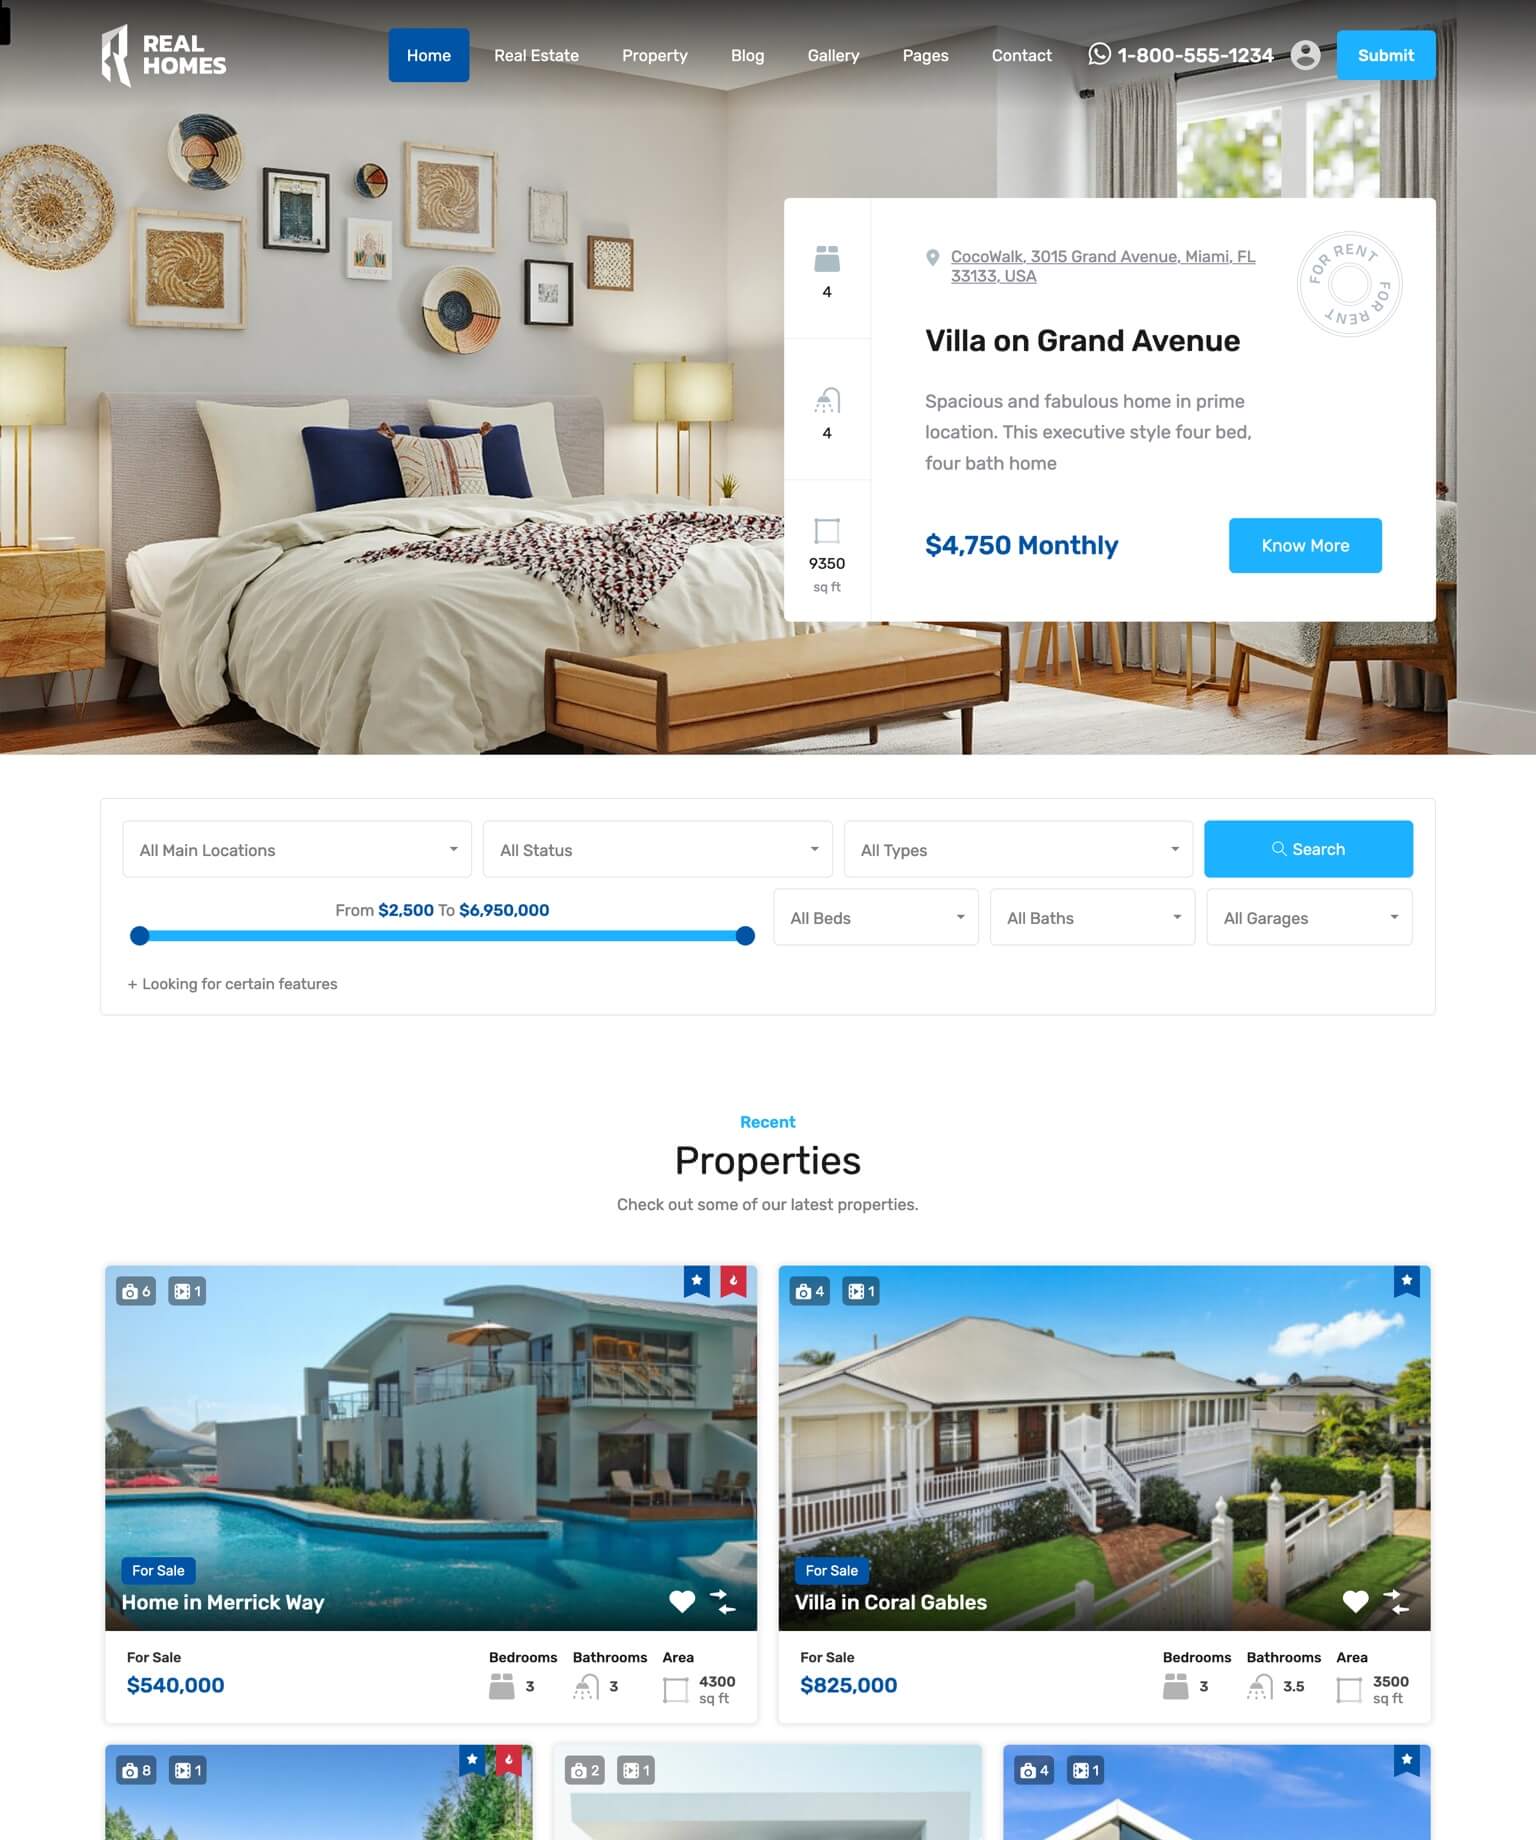 REAL
HOMES
Home
Real Estate
Property
Blog
Gallery
Pages
Contact
1-800-555-1234
Submit
4
4
9350
sq ft
CocoWalk, 3015 Grand Avenue, Miami, FL
33133, USA
FOR RENT
FOR RENT
Villa on Grand Avenue
Spacious and fabulous home in prime
location. This executive style four bed,
four bath home
$4,750 Monthly
Know More
All Main Locations
All Status
All Types
Search
From $2,500 To $6,950,000
All Beds
All Baths
All Garages
+ Looking for certain features
Recent
Properties
Check out some of our latest properties.
6
1
For Sale
Home in Merrick Way
For Sale
$540,000
Bedrooms
3
Bathrooms
3
Area
4300
sq ft
4
1
For Sale
Villa in Coral Gables
For Sale
$825,000
Bedrooms
3
Bathrooms
3.5
Area
3500
sq ft
8
1
2
1
4
1